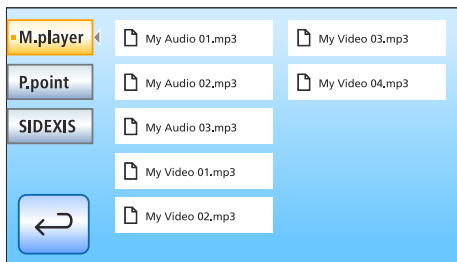 M.player
P.point
SIDEXIS
My Audio 01.mp3
My Audio 02.mp3
My Audio 03.mp3
My Video 01.mp3
My Video 02.mp3
My Video 03.mp3
My Video 04.mp3